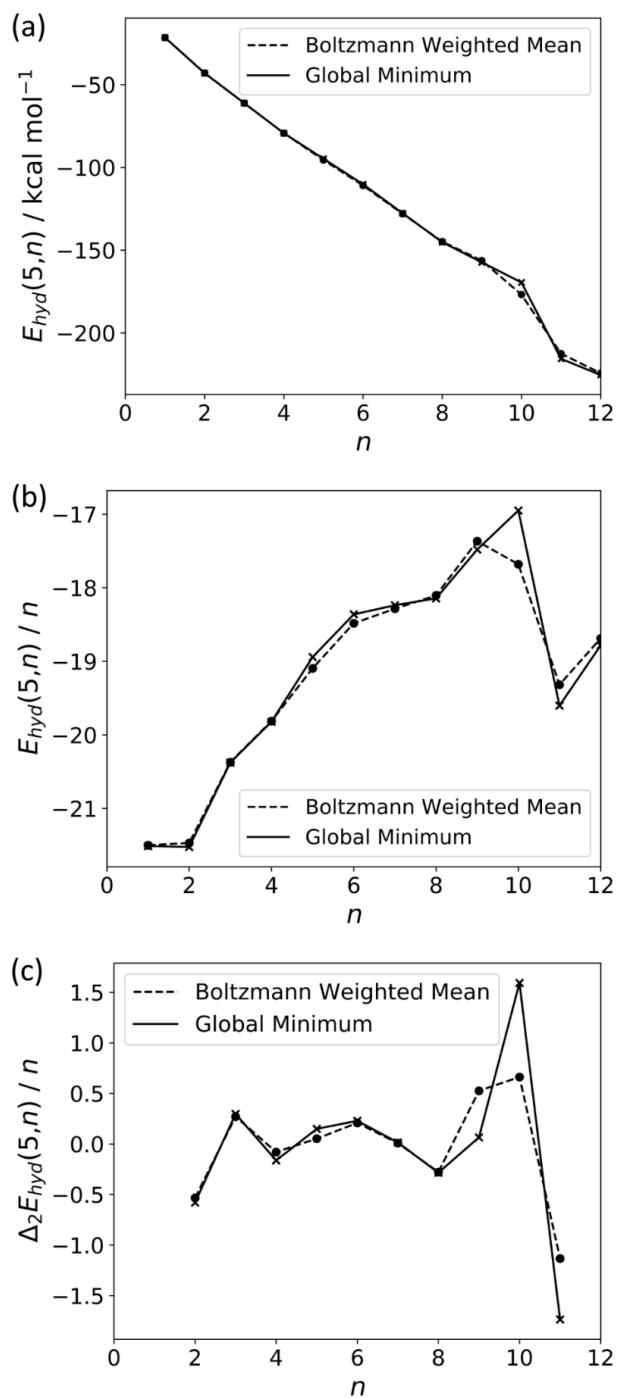 (a)
Boltzmann Weighted Mean
Global Minimum
E_hyd(5,n) / kcal mol⁻¹
−50
−100
−150
−200
0 2 4 6 8 10 12
n
(b)
E_hyd(5,n) / n
−17
−18
−19
−20
−21
Boltzmann Weighted Mean
Global Minimum
0 2 4 6 8 10 12
n
(c)
Boltzmann Weighted Mean
Global Minimum
Δ₂E_hyd(5,n) / n
1.5
1.0
0.5
0.0
−0.5
−1.0
−1.5
0 2 4 6 8 10 12
n